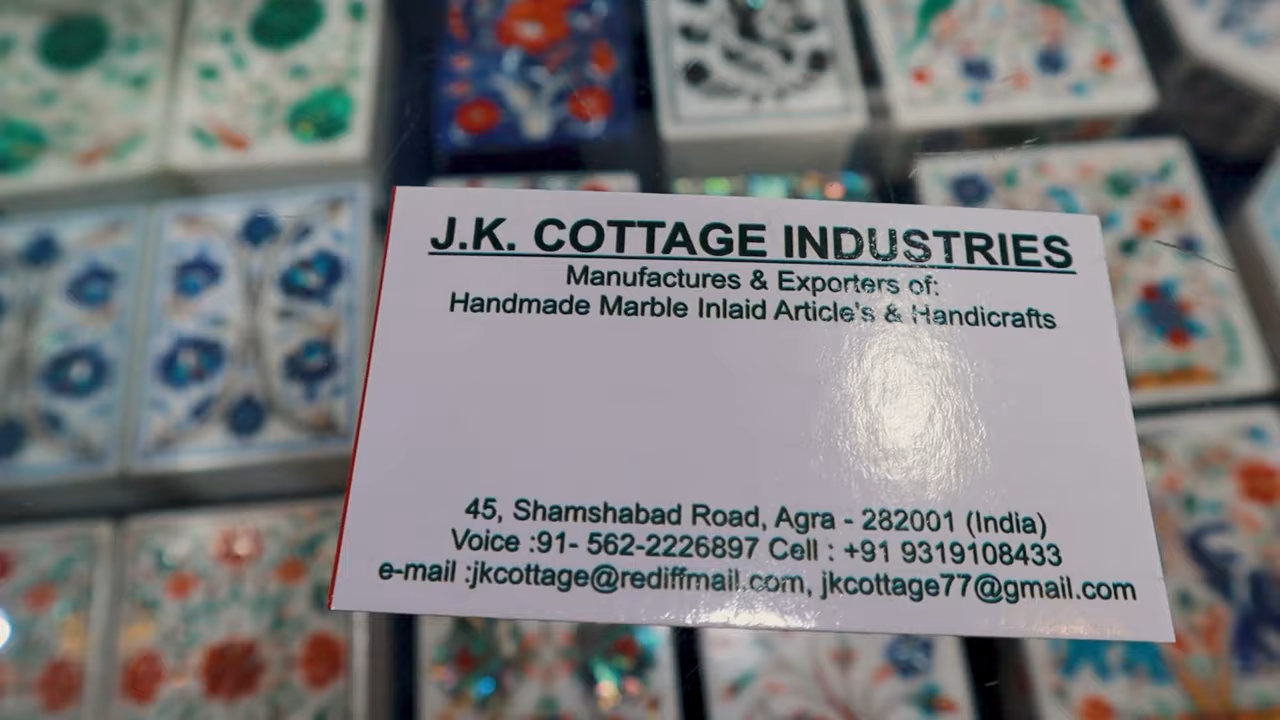 J.K. COTTAGE INDUSTRIES
Manufactures & Exporters of:
Handmade Marble Inlaid Article's & Handicrafts
45, Shamshabad Road, Agra - 282001 (India)
Voice :91- 562-2226897 Cell : +91 9319108433
e-mail :jkcottage@rediffmail.com, jkcottage77@gmail.com